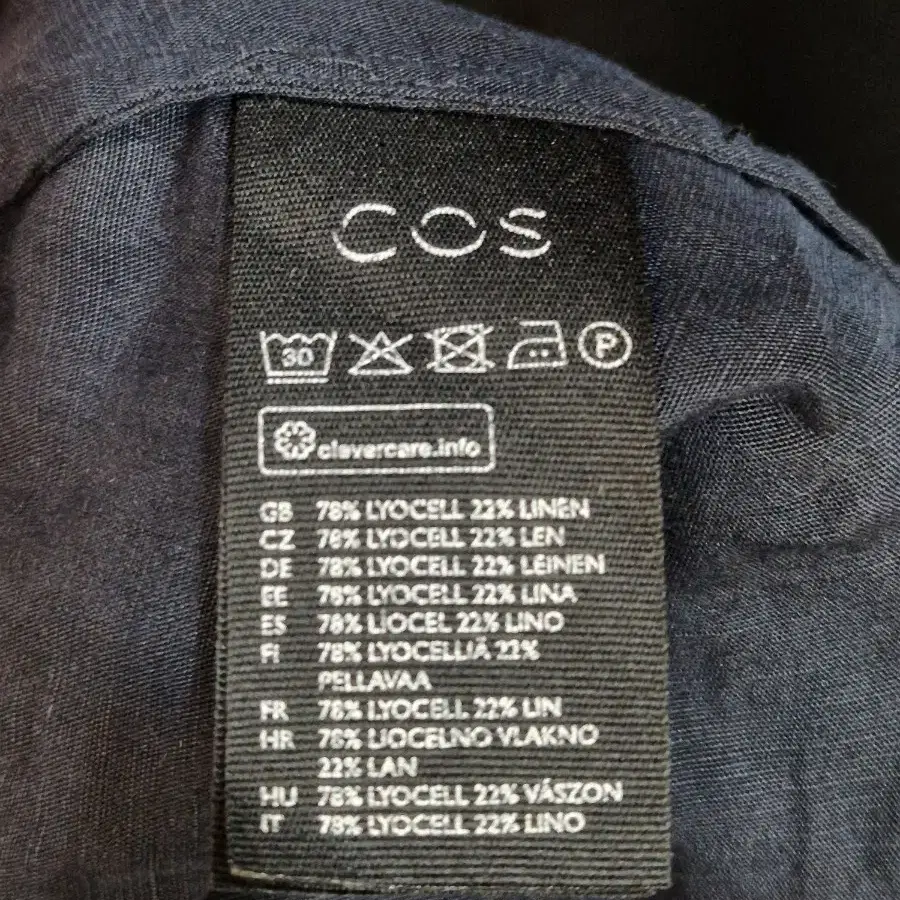 COS
30
P
clevercare.info
GB 78% LYOCELL 22% LINEN
CZ 78% LYOCELL 22% LEN
DE 78% LYOCELL 22% LEINEN
EE 78% LYOCELL 22% LINA
ES 78% LIOCEL 22% LINO
FI 78% LYOCELLIÄ 22%
PELLAVAA
FR 78% LYOCELL 22% LIN
HR 78% LIOCELNO VLAKNO
22% LAN
HU 78% LYOCELL 22% VÁSZON
IT 78% LYOCELL 22% LINO